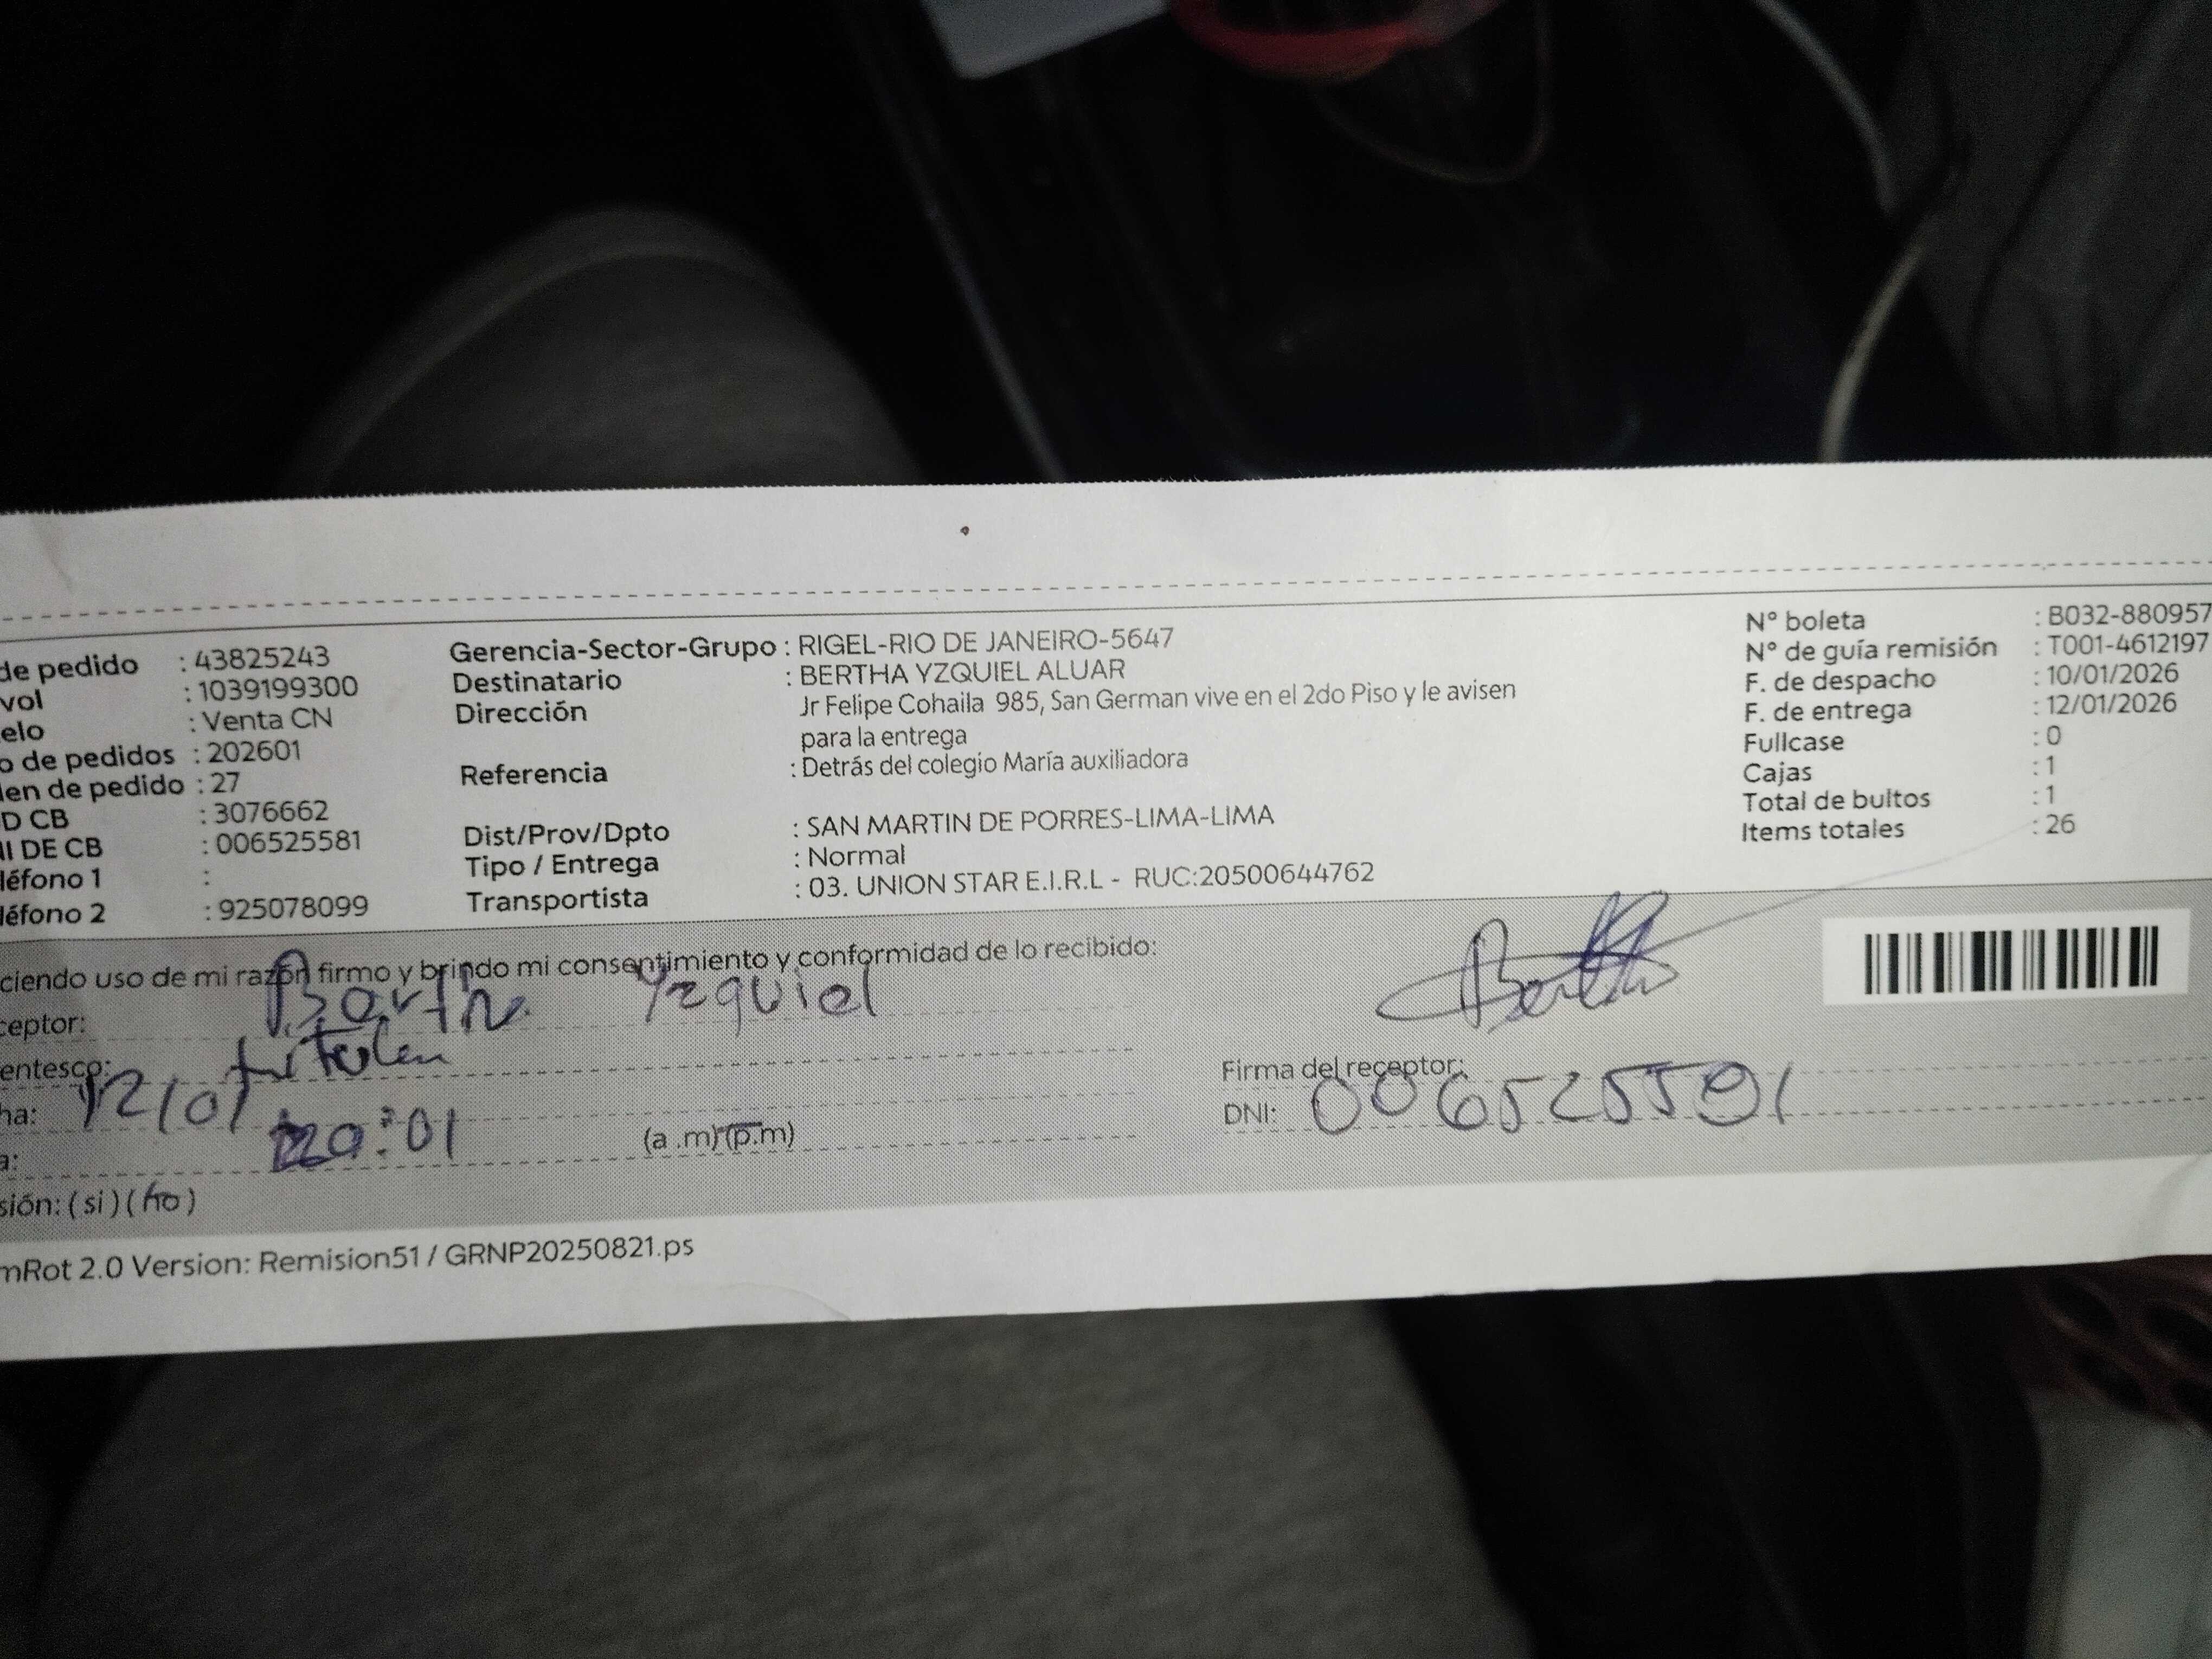 de pedido : 43825243
vol : 1039199300
elo : Venta CN
o de pedidos : 202601
en de pedido : 27
D CB : 3076662
II DE CB : 006525581
léfono 1 :
léfono 2 : 925078099
Gerencia-Sector-Grupo : RIGEL-RIO DE JANEIRO-5647
Destinatario : BERTHA YZQUIEL ALUAR
Dirección Jr Felipe Cohaila 985, San German vive en el 2do Piso y le avisen
para la entrega
Referencia : Detrás del colegio María auxiliadora
Dist/Prov/Dpto : SAN MARTIN DE PORRES-LIMA-LIMA
Tipo / Entrega : Normal
Transportista : 03. UNION STAR E.I.R.L - RUC:20500644762
N° boleta : B032-880957
N° de guía remisión : T001-4612197
F. de despacho : 10/01/2026
F. de entrega : 12/01/2026
Fullcase : 0
Cajas : 1
Total de bultos : 1
Items totales : 26
ciendo uso de mi razón firmo y brindo mi consentimiento y conformidad de lo recibido:
ceptor: Yzquiel
entesco:
ha: 12/01
a: 20:01 (a .m) (p.m)
sión: ( si ) ( no )
Firma del receptor:
DNI: 006525581
mRot 2.0 Version: Remision51 / GRNP20250821.ps